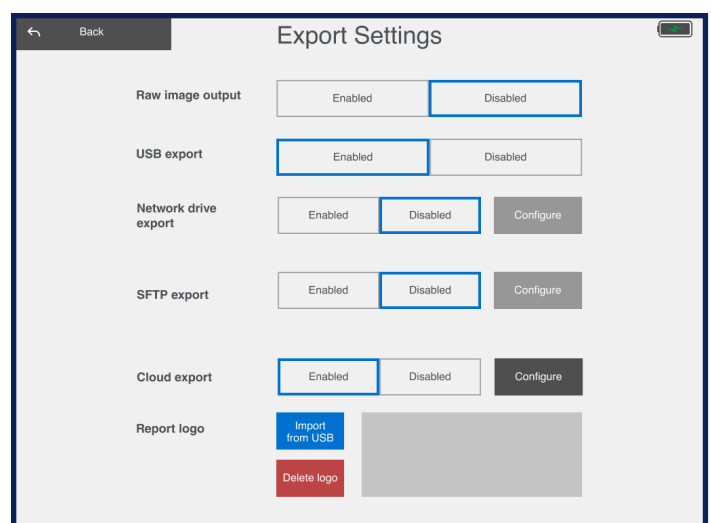 Back
Export Settings
Raw image output
Enabled
Disabled
USB export
Enabled
Disabled
Network drive
export
Enabled
Disabled
Configure
SFTP export
Enabled
Disabled
Configure
Cloud export
Enabled
Disabled
Configure
Report logo
Import
from USB
Delete logo